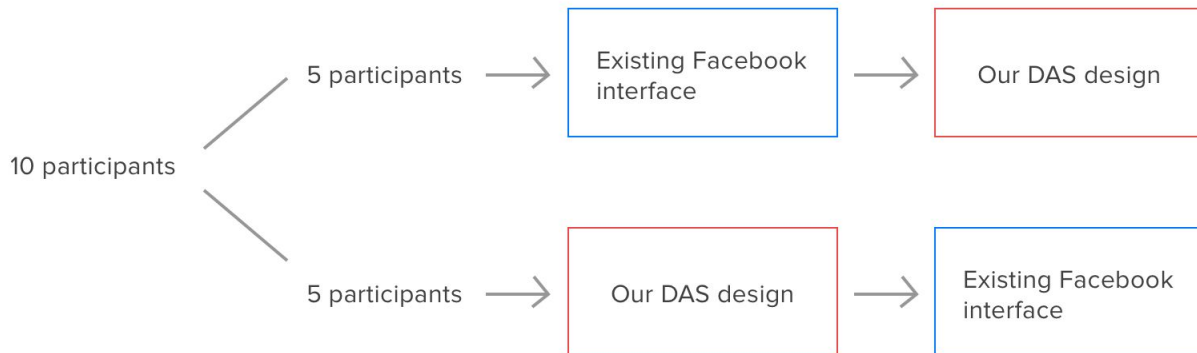 5 participants
Existing Facebook
interface
Our DAS design
10 participants
5 participants
Our DAS design
Existing Facebook
interface